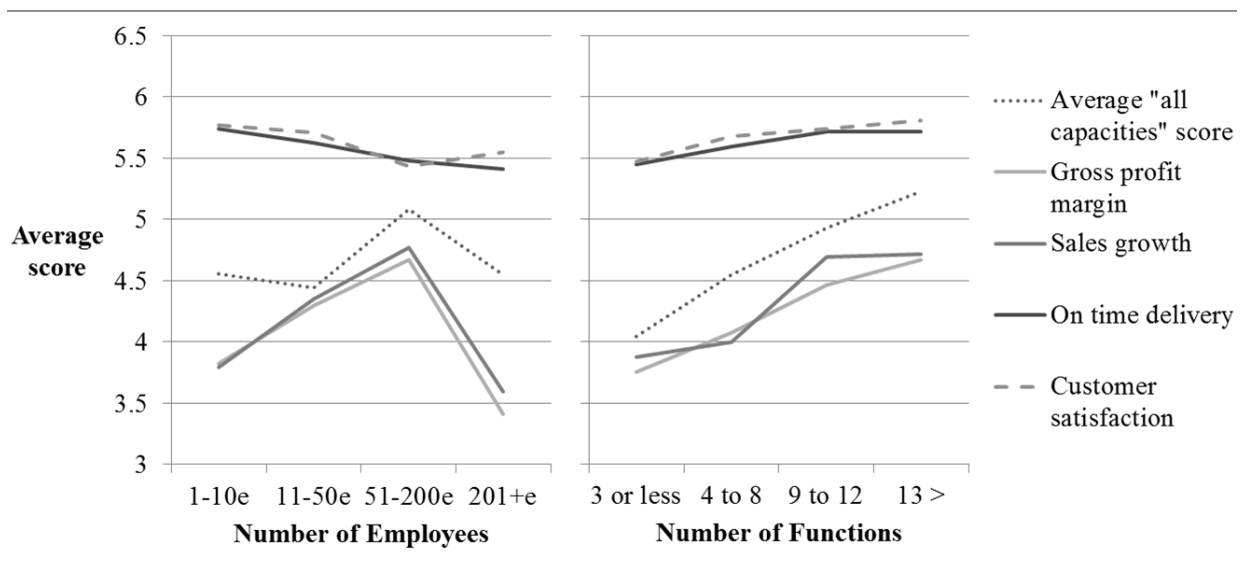 6.5
6
5.5
5
4.5
4
3.5
3
Average
score
1-10e 11-50e 51-200e 201+e
Number of Employees
3 or less 4 to 8 9 to 12 13 >
Number of Functions
Average "all
capacities" score
Gross profit
margin
Sales growth
On time delivery
Customer
satisfaction